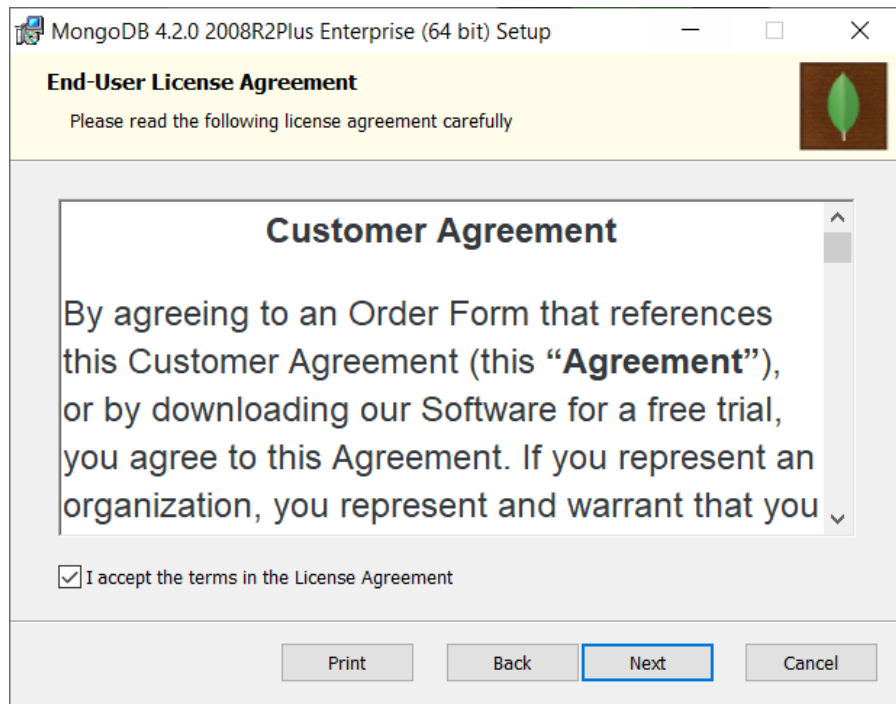 MongoDB 4.2.0 2008R2Plus Enterprise (64 bit) Setup
End-User License Agreement
Please read the following license agreement carefully
Customer Agreement
By agreeing to an Order Form that references
this Customer Agreement (this “Agreement”),
or by downloading our Software for a free trial,
you agree to this Agreement. If you represent an
organization, you represent and warrant that you
I accept the terms in the License Agreement
Print Back Next Cancel